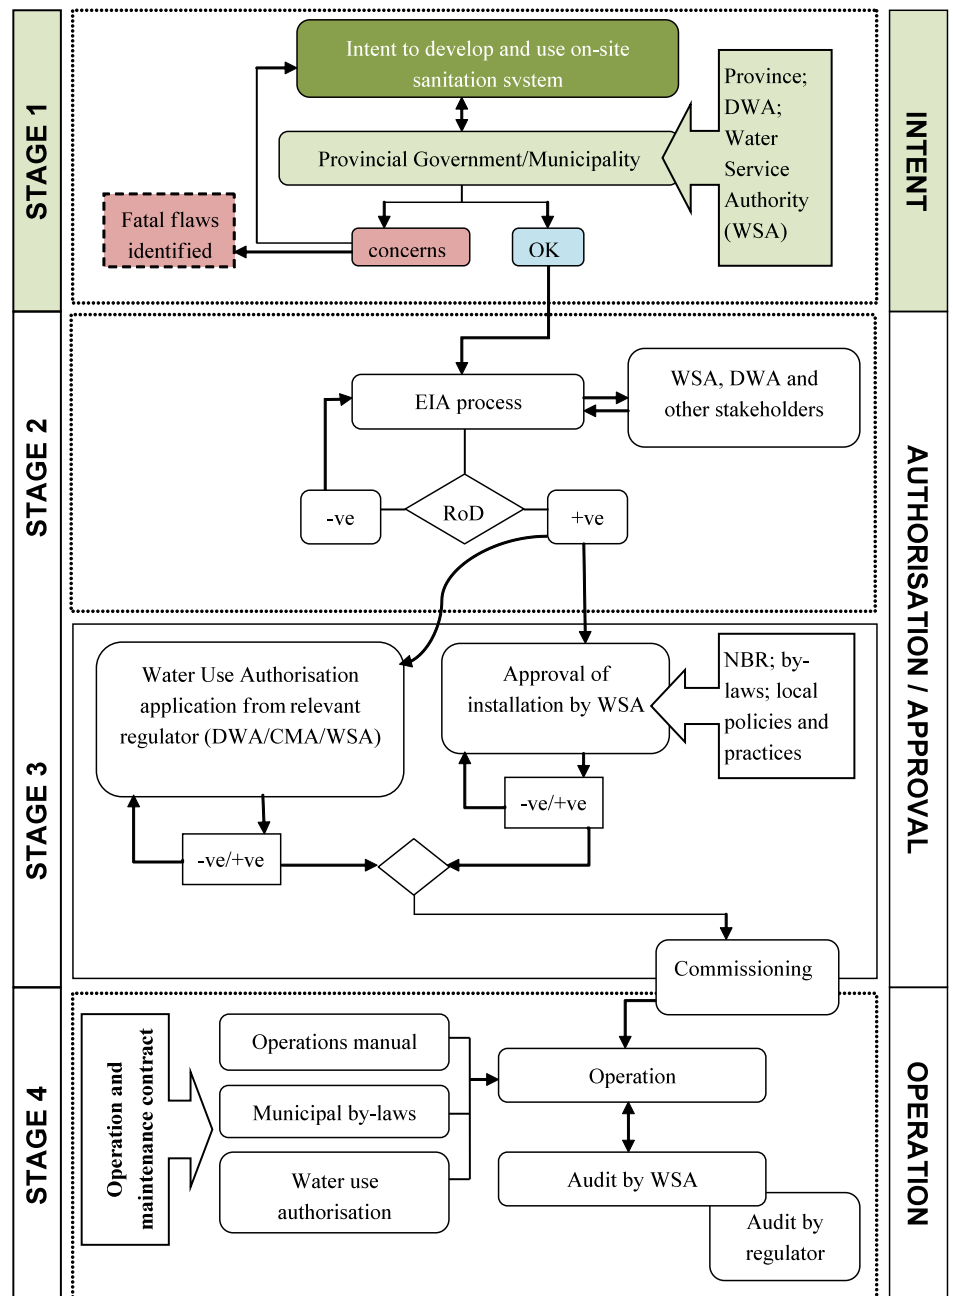 STAGE 1
Intent to develop and use on-site
sanitation system
Provincial Government/Municipality
Province;
DWA;
Water
Service
Authority
(WSA)
INTENT
Fatal flaws
identified
concerns
OK
STAGE 2
EIA process
WSA, DWA and
other stakeholders
-ve
RoD
+ve
AUTHORISATION / APPROVAL
STAGE 3
Water Use Authorisation
application from relevant
regulator (DWA/CMA/WSA)
Approval of
installation by WSA
NBR; by-
laws; local
policies and
practices
-ve/+ve
-ve/+ve
Commissioning
STAGE 4
Operation and
maintenance contract
Operations manual
Municipal by-laws
Water use
authorisation
Operation
Audit by WSA
Audit by
regulator
OPERATION